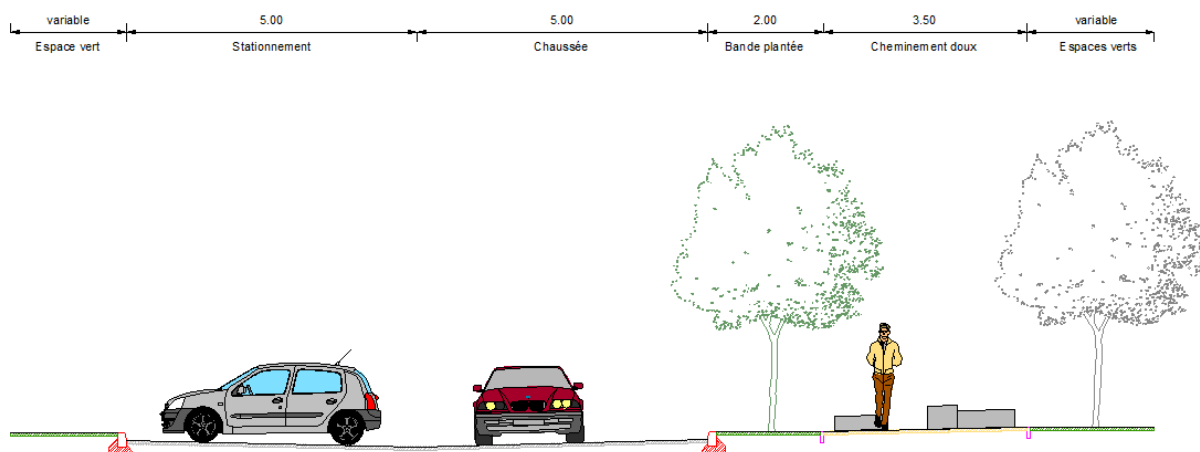 variable 5.00 5.00 2.00 3.50 variable
Espace vert Stationnement Chaussée Bande plantée Cheminement doux Espaces verts